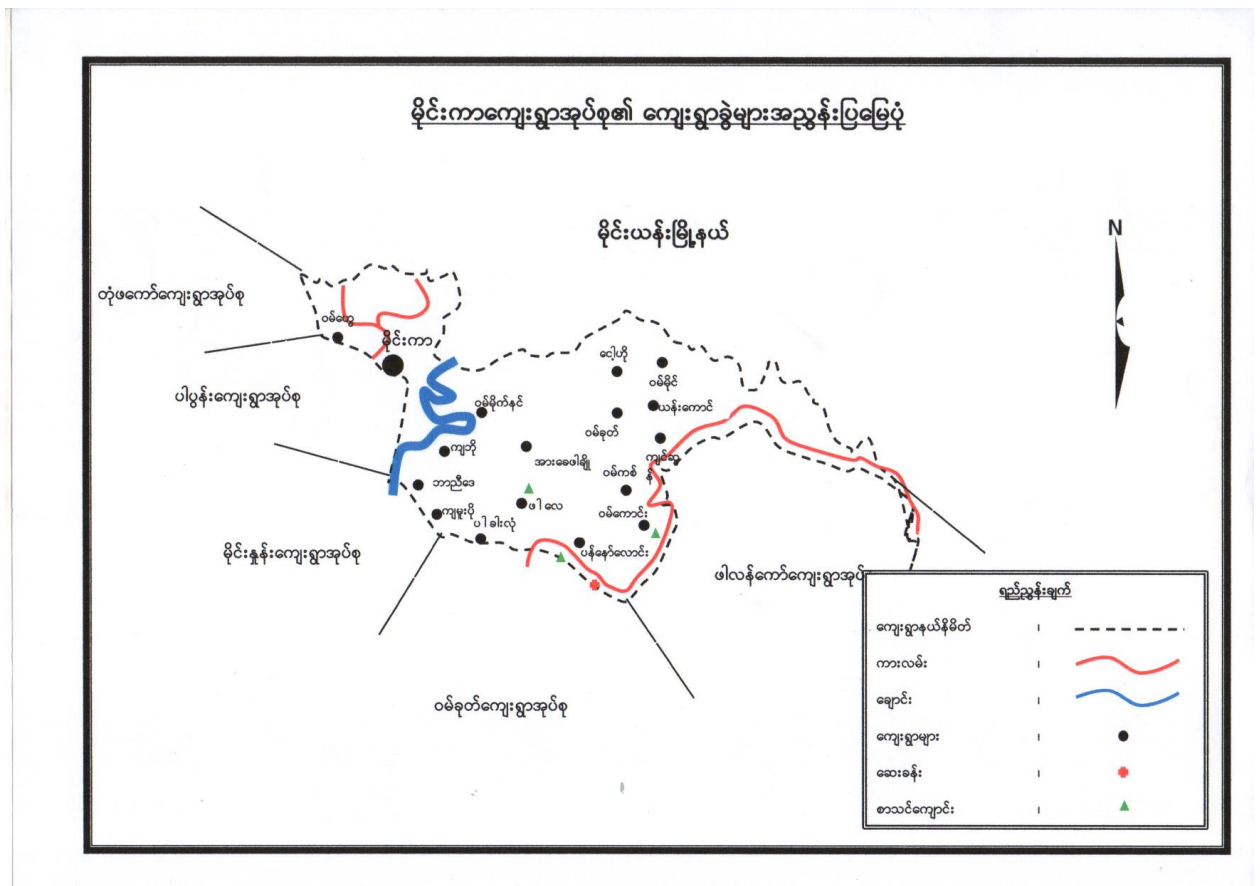 မိုင်းကာကျေးရွာအုပ်စု၏ ကျေးရွာခွဲများအညွှန်းပြမြေပုံ
မိုင်းယန်းမြို့နယ်
N
တုံဖကော်ကျေးရွာအုပ်စု
ဝမ်တွေ
မိုင်းကာ
ပါပွန်းကျေးရွာအုပ်စု
ငေါ့ဟို
ဝမ်မိုင်
ဝမ်မိုက်နင်
ယန်းကောင်
ဝမ်ခုတ်
ကျဘို
အားခေဖါချို
ဝမ်ကစ်
ဘာညီဒေ
ဖါလေ
ဝမ်ကောင်း
ကျမူးပို
ပါခါးလုံ
ပန်နော်လောင်း
မိုင်းနွန်းကျေးရွာအုပ်စု
ဖါလန်ကော်ကျေးရွာအုပ်
ဝမ်ခုတ်ကျေးရွာအုပ်စု
ရည်ညွှန်းချက်
ကျေးရွာနယ်နိမိတ် ၊
ကားလမ်း ၊
ချောင်း ၊
ကျေးရွာများ ၊
ဆေးခန်း ၊
စာသင်ကျောင်း ၊